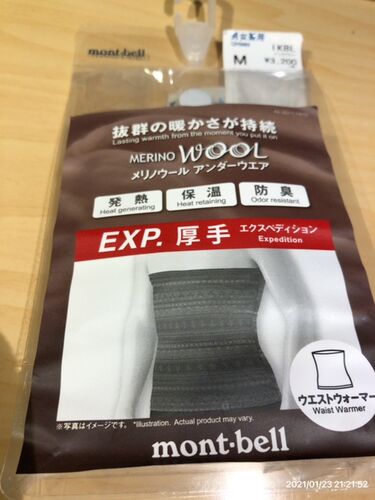 mont-bell
男女兼用
1KBL
M ¥3,200
抜群の暖かさが持続
Lasting warmth from the moment you put it on
MERINO WOOL
メリノウール アンダーウエア
発熱 保温 防臭
Heat generating Heat retaining Odor resistant
EXP. 厚手 エクスペディション
Expedition
ウエストウォーマー
Waist Warmer
※写真はイメージです。 *Illustration. Actual product may vary.
mont-bell
2021/01/23 21:21:52